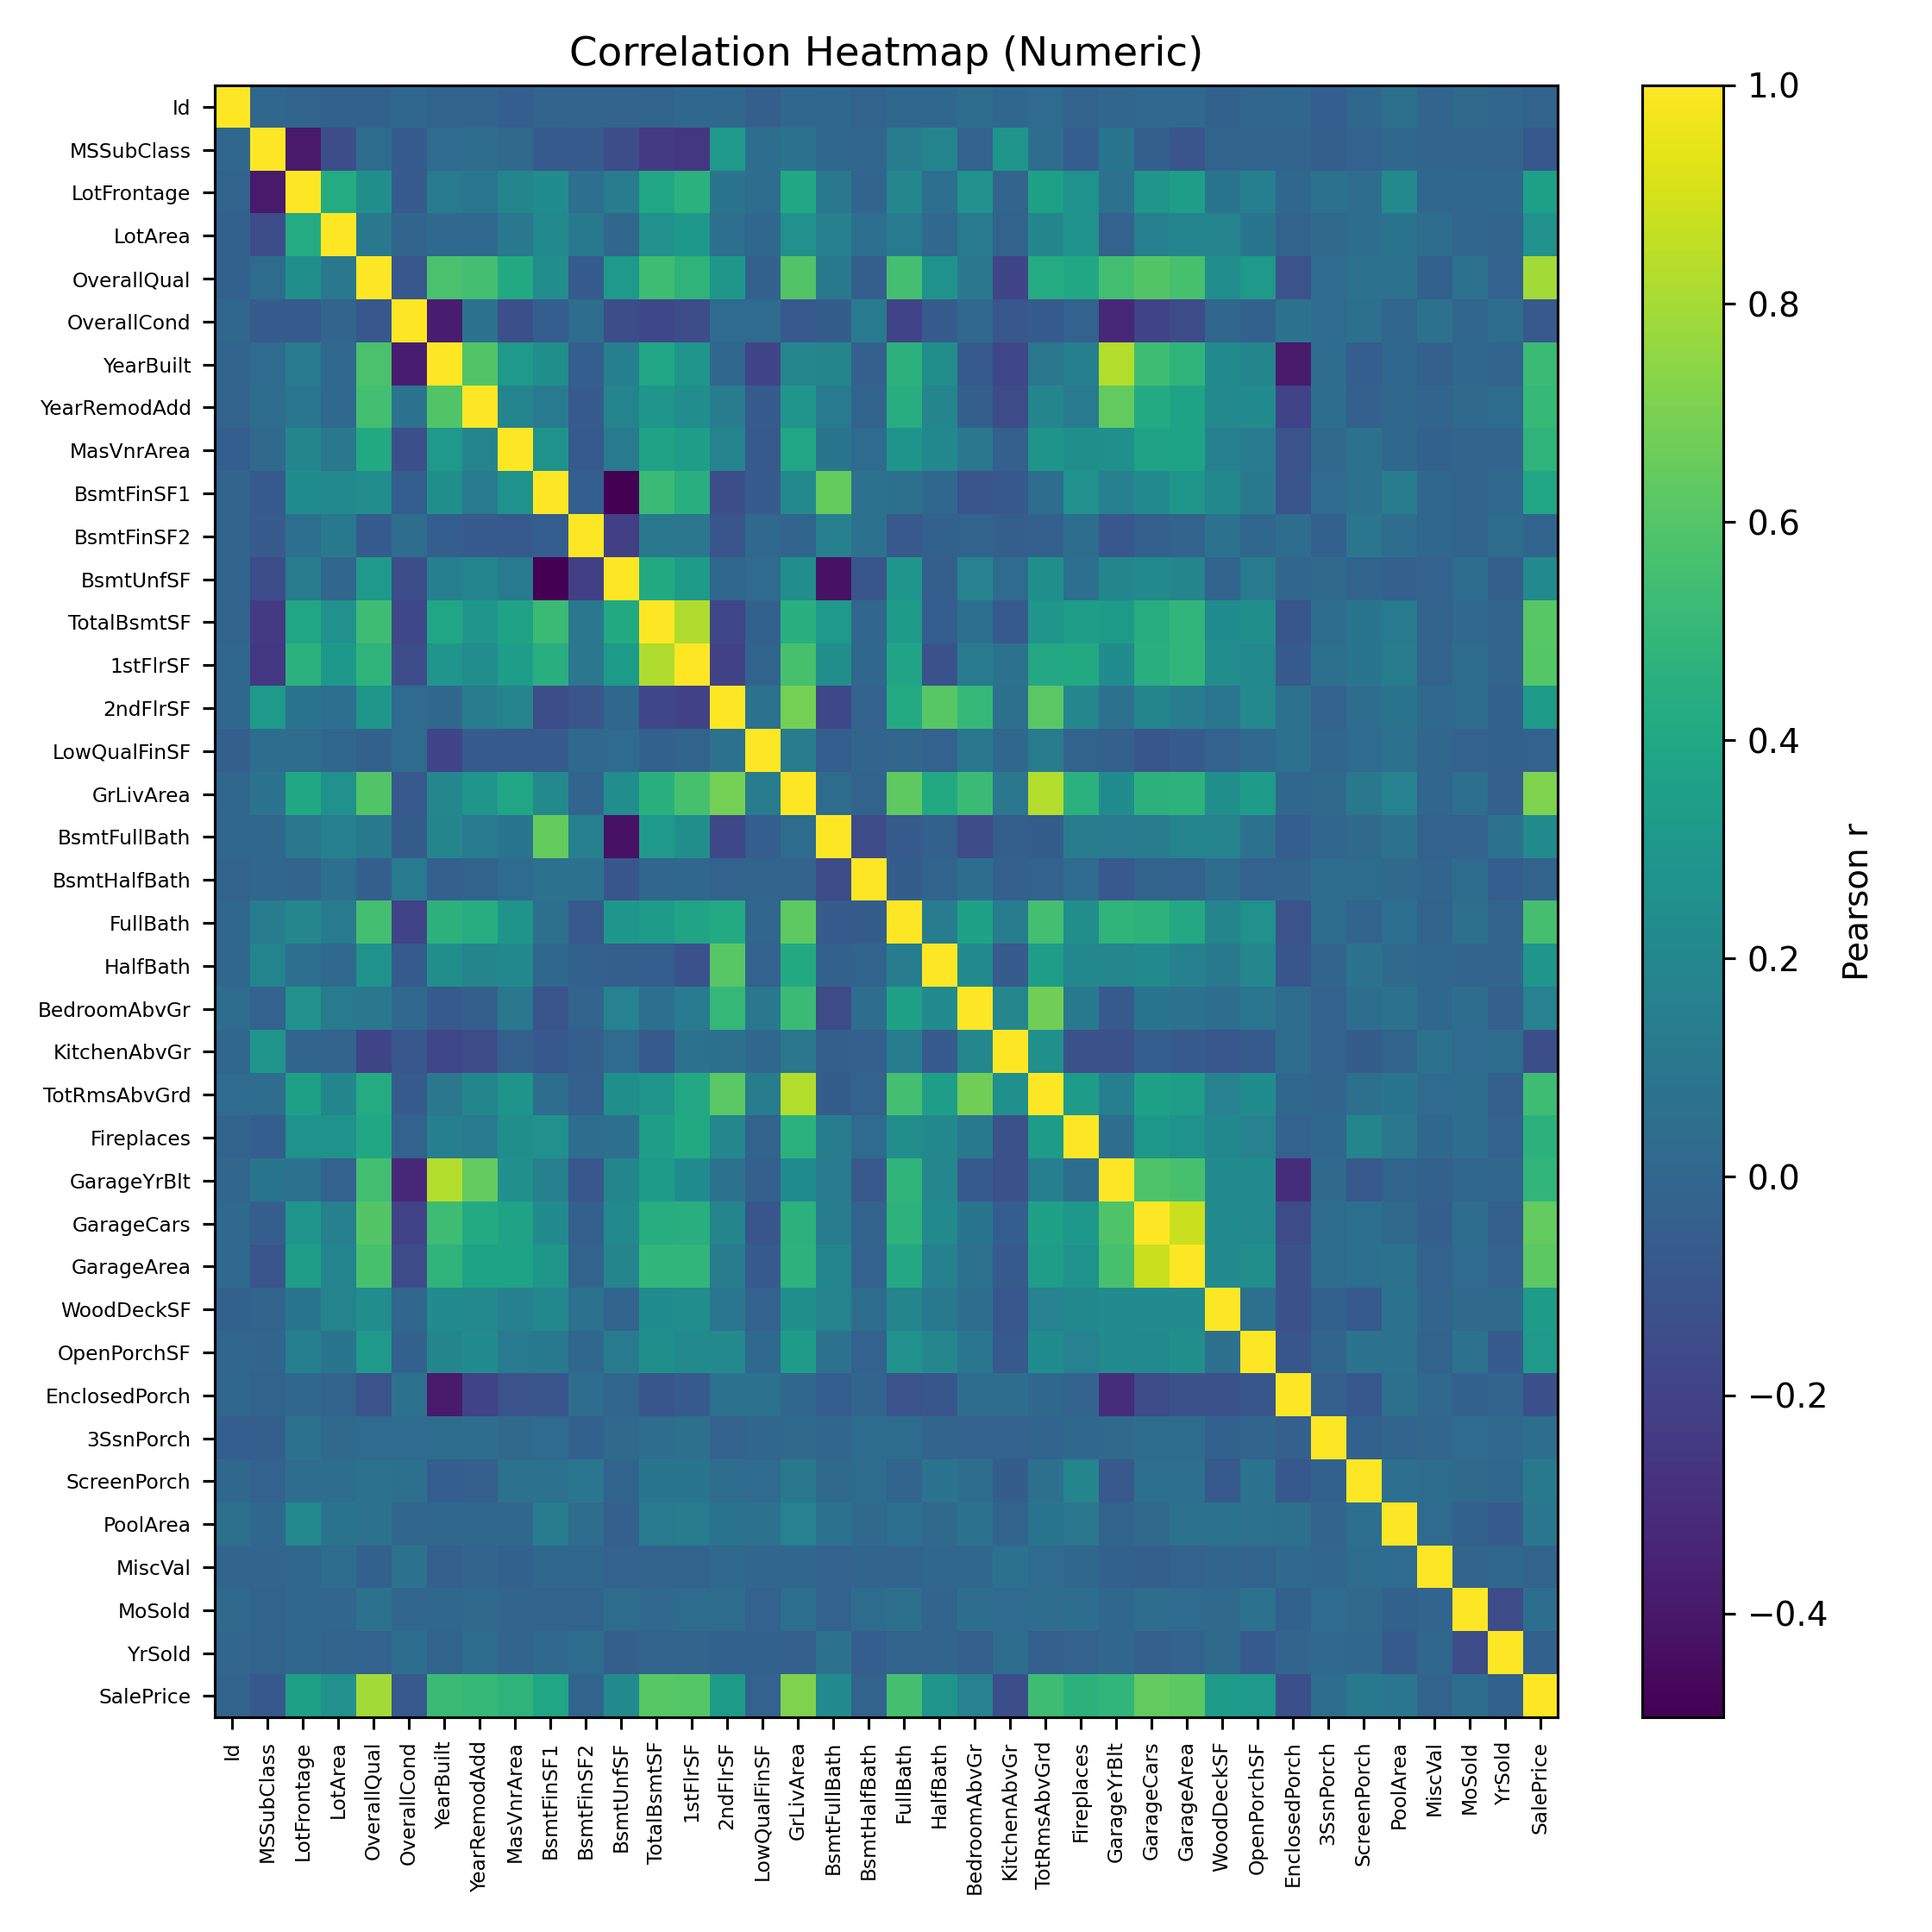 Correlation Heatmap (Numeric)
Id
MSSubClass
LotFrontage
LotArea
OverallQual
OverallCond
YearBuilt
YearRemodAdd
MasVnrArea
BsmtFinSF1
BsmtFinSF2
BsmtUnfSF
TotalBsmtSF
1stFlrSF
2ndFlrSF
LowQualFinSF
GrLivArea
BsmtFullBath
BsmtHalfBath
FullBath
HalfBath
BedroomAbvGr
KitchenAbvGr
TotRmsAbvGrd
Fireplaces
GarageYrBlt
GarageCars
GarageArea
WoodDeckSF
OpenPorchSF
EnclosedPorch
3SsnPorch
ScreenPorch
PoolArea
MiscVal
MoSold
YrSold
SalePrice
Id
MSSubClass
LotFrontage
LotArea
OverallQual
OverallCond
YearBuilt
YearRemodAdd
MasVnrArea
BsmtFinSF1
BsmtFinSF2
BsmtUnfSF
TotalBsmtSF
1stFlrSF
2ndFlrSF
LowQualFinSF
GrLivArea
BsmtFullBath
BsmtHalfBath
FullBath
HalfBath
BedroomAbvGr
KitchenAbvGr
TotRmsAbvGrd
Fireplaces
GarageYrBlt
GarageCars
GarageArea
WoodDeckSF
OpenPorchSF
EnclosedPorch
3SsnPorch
ScreenPorch
PoolArea
MiscVal
MoSold
YrSold
SalePrice
1.0
0.8
0.6
0.4
0.2
0.0
−0.2
−0.4
Pearson r